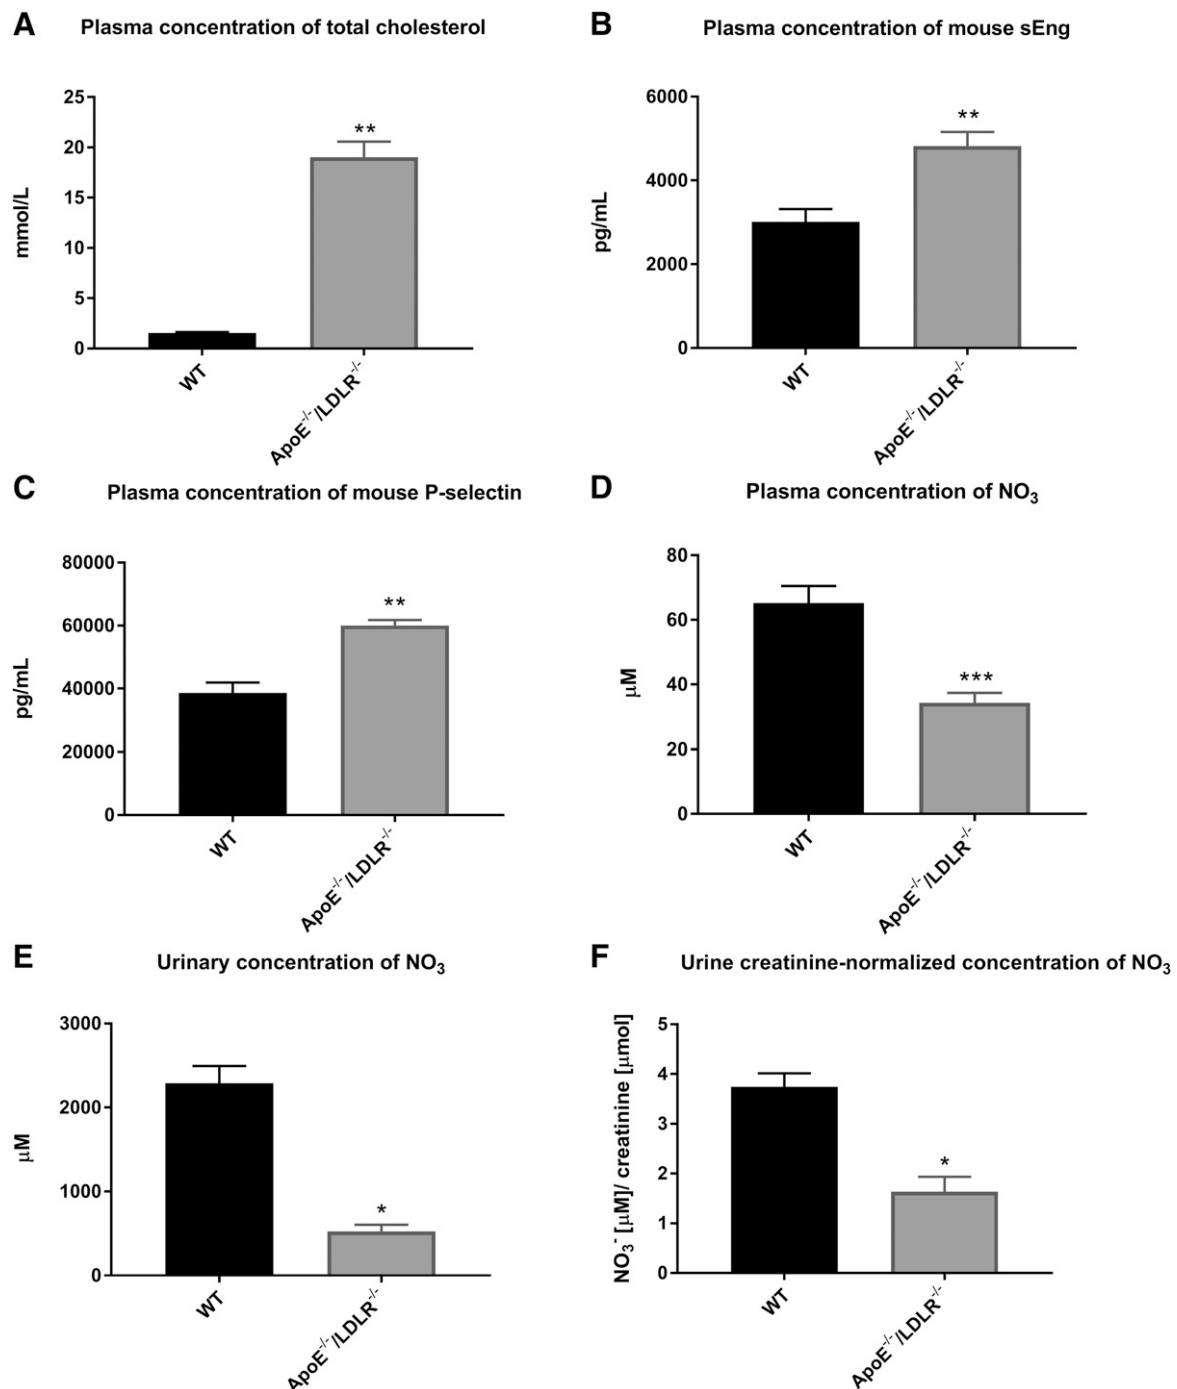 A Plasma concentration of total cholesterol
25
20
15
10
5
0
mmol/L
**
WT
ApoE-/-/LDLR-/-
B Plasma concentration of mouse sEng
6000
4000
2000
0
pg/mL
**
WT
ApoE-/-/LDLR-/-
C Plasma concentration of mouse P-selectin
80000
60000
40000
20000
0
pg/mL
**
WT
ApoE-/-/LDLR-/-
D Plasma concentration of NO3
80
60
40
20
0
µM
***
WT
ApoE-/-/LDLR-/-
E Urinary concentration of NO3
3000
2000
1000
0
µM
*
WT
ApoE-/-/LDLR-/-
F Urine creatinine-normalized concentration of NO3
5
4
3
2
1
0
NO3- [µM]/ creatinine [µmol]
*
WT
ApoE-/-/LDLR-/-